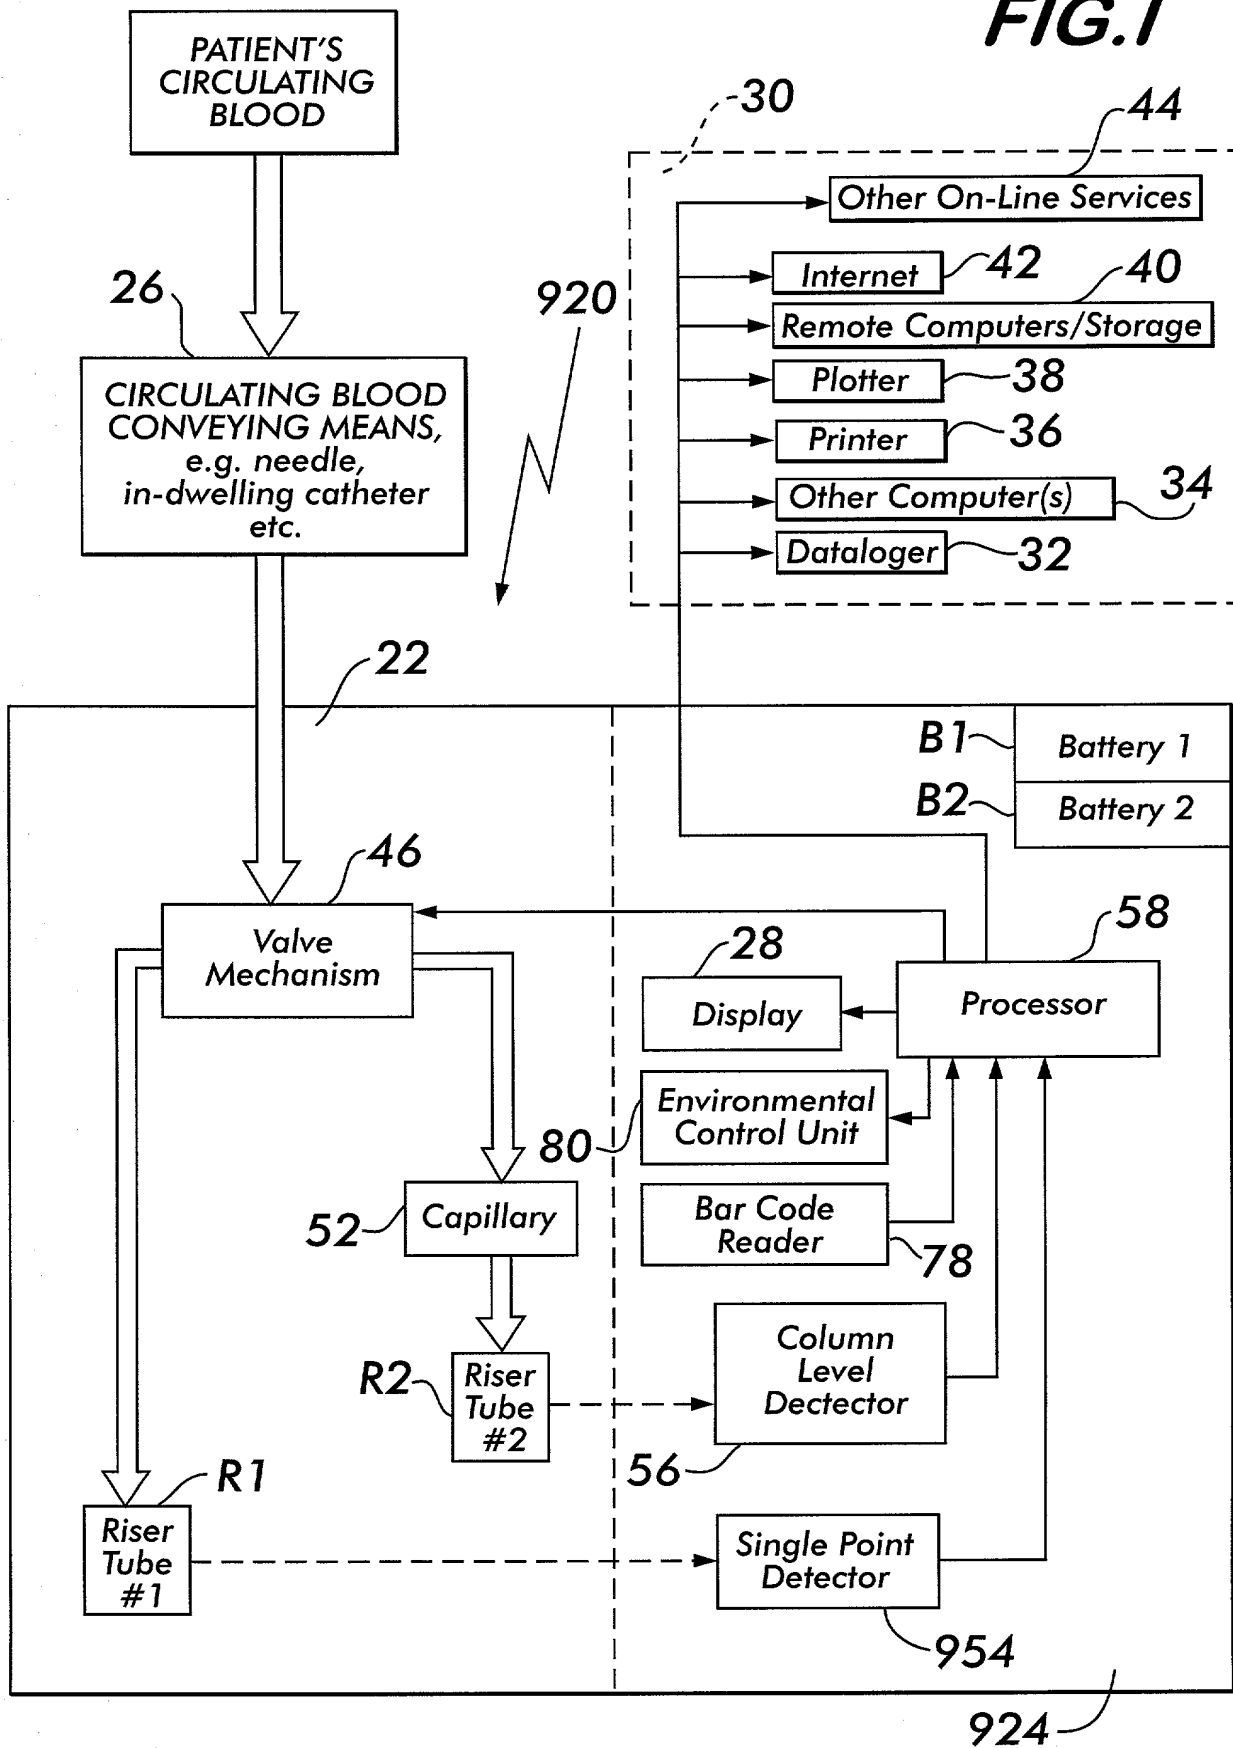 FIG.1
PATIENT'S
CIRCULATING
BLOOD
30
44
Other On-Line Services
Internet
42
40
Remote Computers/Storage
Plotter
38
Printer
36
Other Computer(s)
34
Dataloger
32
26
920
CIRCULATING BLOOD
CONVEYING MEANS,
e.g. needle,
in-dwelling catheter
etc.
22
B1
Battery 1
B2
Battery 2
46
Valve
Mechanism
58
Processor
28
Display
Environmental
Control Unit
80
Bar Code
Reader
78
52
Capillary
Column
Level
Dectector
56
R2
Riser
Tube
#2
R1
Riser
Tube
#1
Single Point
Detector
954
924